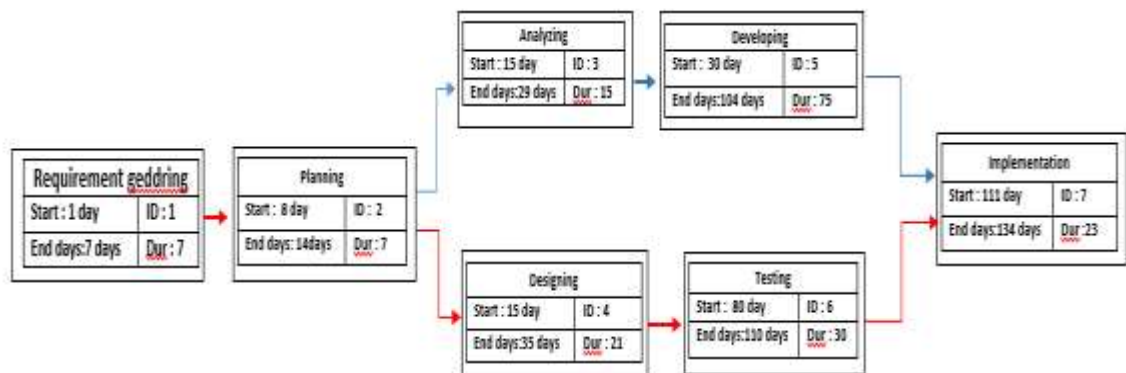 Requirement geddring
Start : 1 day ID : 1
End days:7 days Dur : 7
Planning
Start : 8 day ID : 2
End days: 14days Dur : 7
Analyzing
Start : 15 day ID : 3
End days:29 days Dur : 15
Developing
Start : 30 day ID : 5
End days:104 days Dur : 75
Designing
Start : 15 day ID : 4
End days:35 days Dur : 21
Testing
Start : 80 day ID : 6
End days:110 days Dur : 30
Implementation
Start : 111 day ID : 7
End days:134 days Dur :23